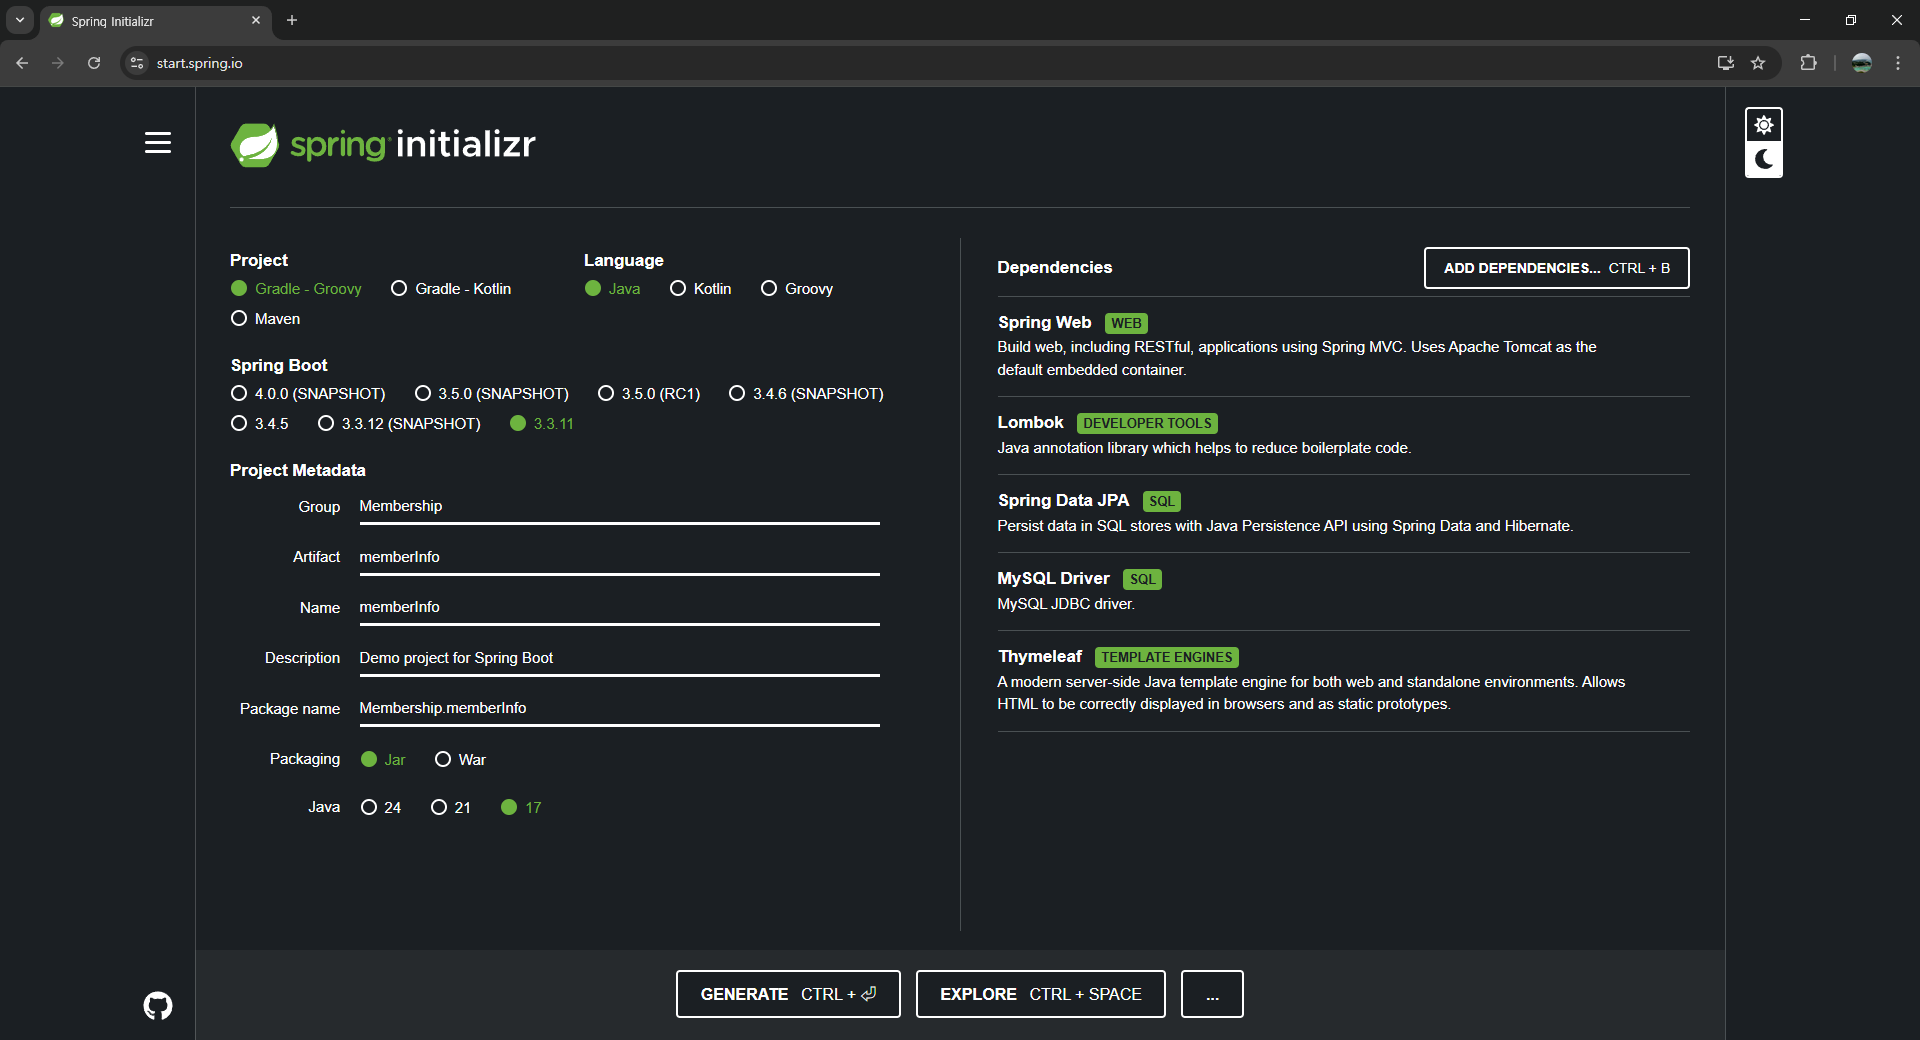 Spring Initializr
start.spring.io
spring initializr
Project
Gradle - Groovy
Gradle - Kotlin
Maven
Language
Java
Kotlin
Groovy
Spring Boot
4.0.0 (SNAPSHOT)
3.5.0 (SNAPSHOT)
3.5.0 (RC1)
3.4.6 (SNAPSHOT)
3.4.5
3.3.12 (SNAPSHOT)
3.3.11
Project Metadata
Group Membership
Artifact memberInfo
Name memberInfo
Description Demo project for Spring Boot
Package name Membership.memberInfo
Packaging Jar War
Java 24 21 17
Dependencies
ADD DEPENDENCIES... CTRL + B
Spring Web WEB
Build web, including RESTful, applications using Spring MVC. Uses Apache Tomcat as the
default embedded container.
Lombok DEVELOPER TOOLS
Java annotation library which helps to reduce boilerplate code.
Spring Data JPA SQL
Persist data in SQL stores with Java Persistence API using Spring Data and Hibernate.
MySQL Driver SQL
MySQL JDBC driver.
Thymeleaf TEMPLATE ENGINES
A modern server-side Java template engine for both web and standalone environments. Allows
HTML to be correctly displayed in browsers and as static prototypes.
GENERATE CTRL + ⏎
EXPLORE CTRL + SPACE
...